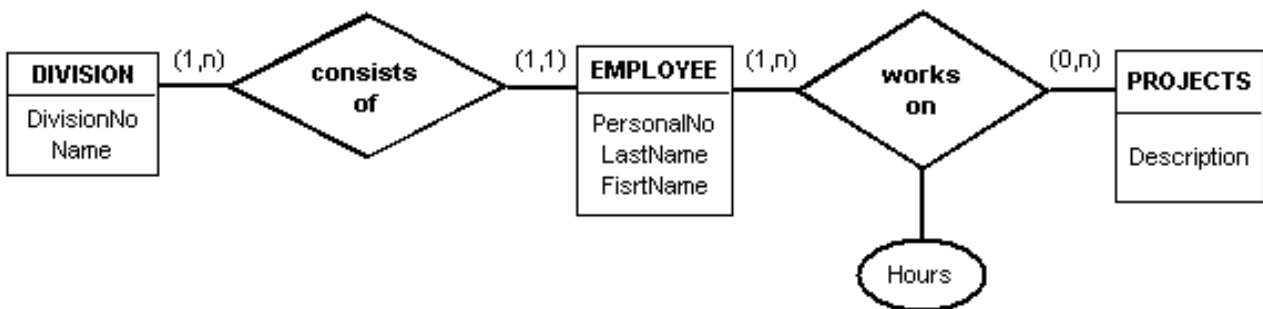 DIVISION
DivisionNo
Name
(1,n)
consists
of
(1,1)
EMPLOYEE
PersonalNo
LastName
FisrtName
(1,n)
works
on
Hours
(0,n)
PROJECTS
Description